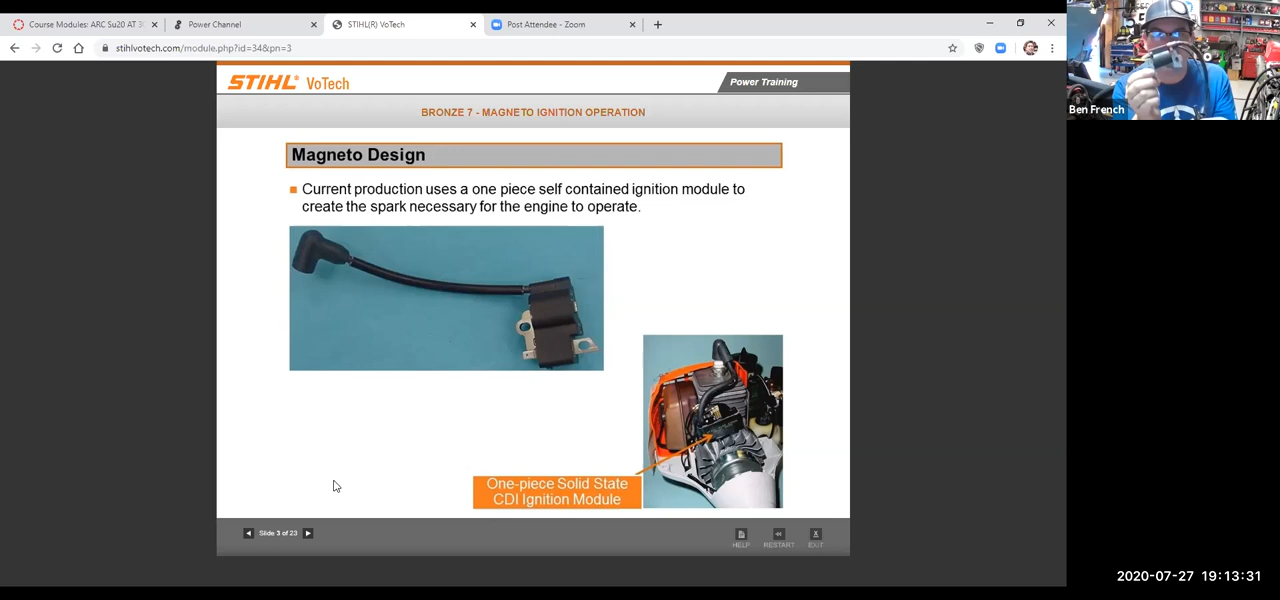 Course Modules: ARC Su20 AT 3
Power Channel
STIHL(R) VoTech
Post Attendee - Zoom
stihlvotech.com/module.php?id=34&pn=3
Ben French
STIHL® VoTech
Power Training
BRONZE 7 - MAGNETO IGNITION OPERATION
Magneto Design
Current production uses a one piece self contained ignition module to
create the spark necessary for the engine to operate.
One-piece Solid State
CDI Ignition Module
Slide 3 of 23
HELP
RESTART
EXIT
2020-07-27 19:13:31